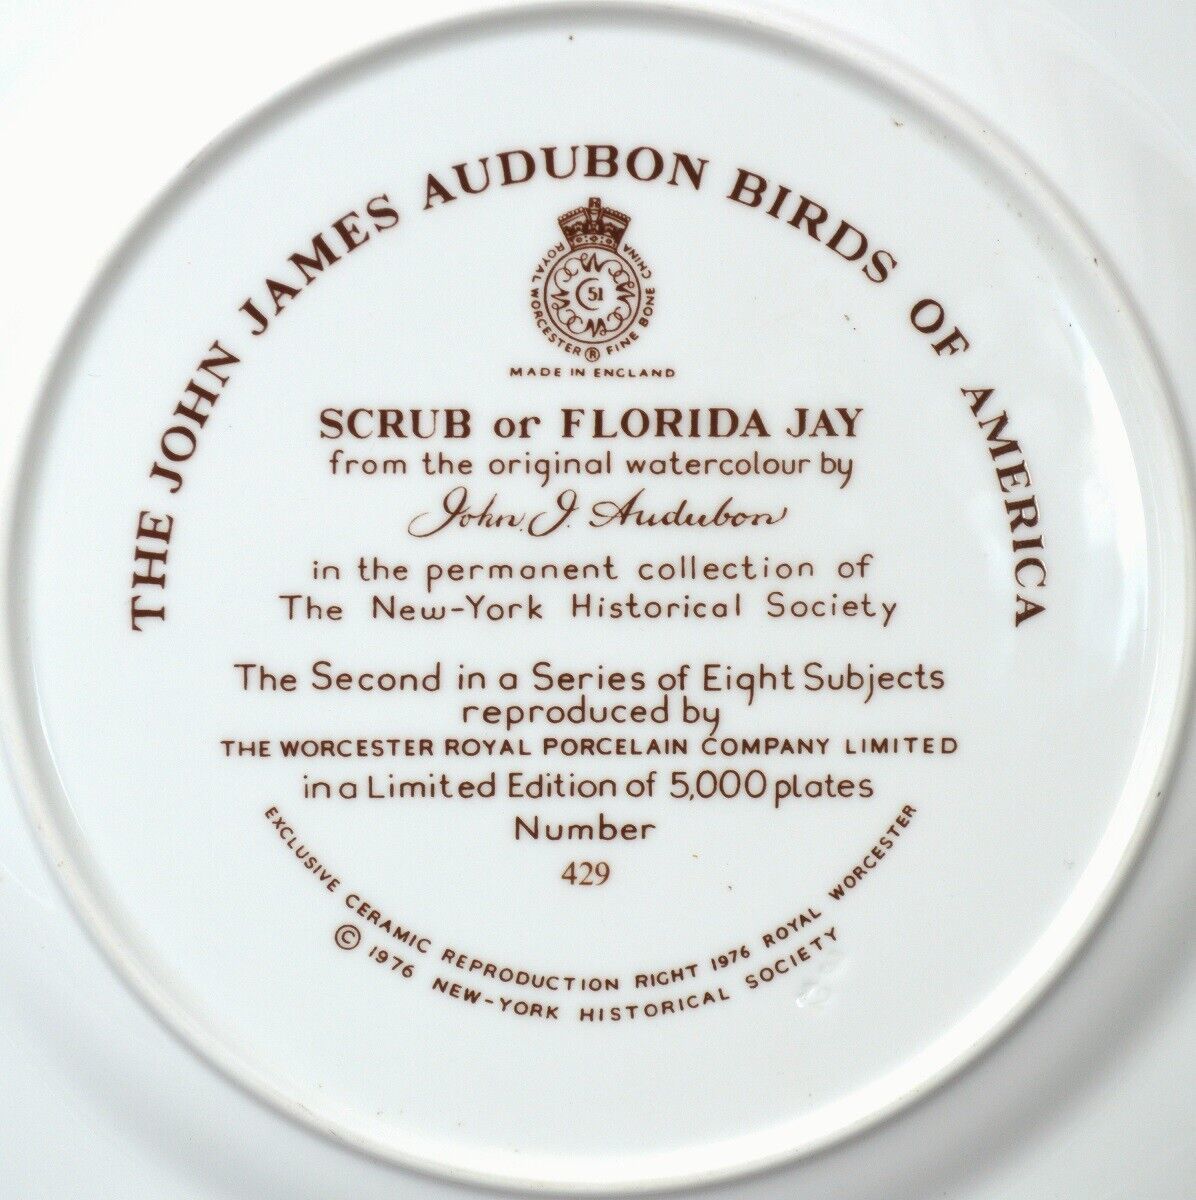 THE JOHN JAMES AUDUBON BIRDS OF AMERICA
ROYAL WORCESTER ® FINE BONE CHINA
51
MADE IN ENGLAND
SCRUB or FLORIDA JAY
from the original watercolour by
John. J. Audubon
in the permanent collection of
The New-York Historical Society
The Second in a Series of Eight Subjects
reproduced by
THE WORCESTER ROYAL PORCELAIN COMPANY LIMITED
in a Limited Edition of 5,000 plates
Number
429
EXCLUSIVE CERAMIC REPRODUCTION RIGHT 1976 ROYAL WORCESTER
© 1976 NEW-YORK HISTORICAL SOCIETY